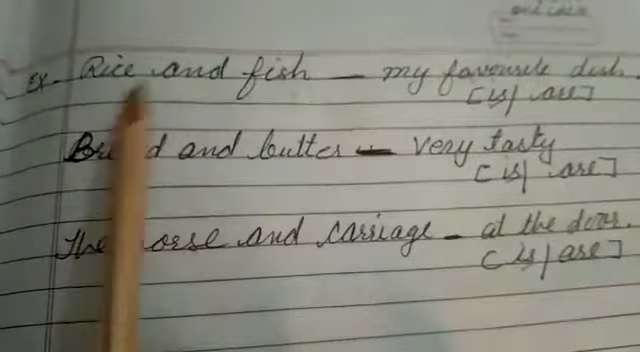 Ex. Rice and fish — my favourite dish.
[is/are]
and butter — very tasty
[is/are]
The and carriage — at the door.
[is/are]